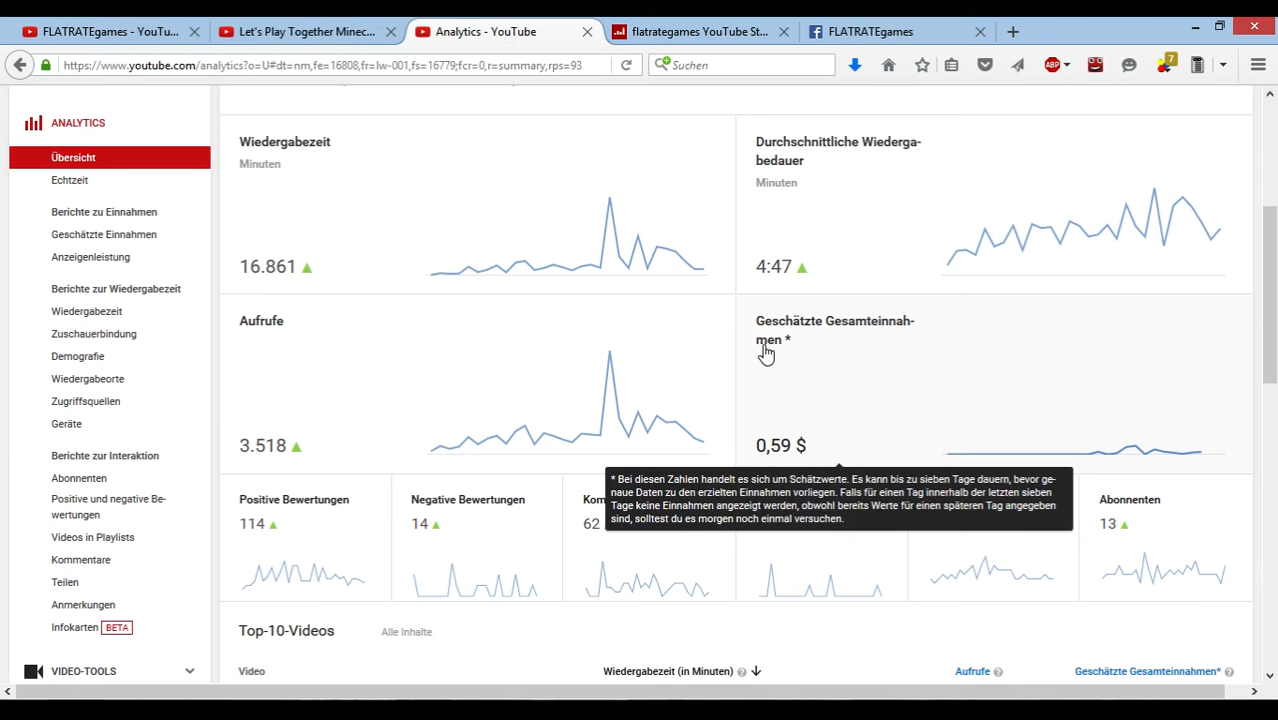 FLATRATEgames - YouTu...
Let's Play Together Minec...
Analytics - YouTube
flatrategames YouTube St...
FLATRATEgames
https://www.youtube.com/analytics?o=U#dt=nm,fe=16808,fr=lw-001,fs=16779;fcr=0,r=summary,rps=93
Suchen
ABP
7
ANALYTICS
Übersicht
Echtzeit
Berichte zu Einnahmen
Geschätzte Einnahmen
Anzeigenleistung
Berichte zur Wiedergabezeit
Wiedergabezeit
Zuschauerbindung
Demografie
Wiedergabeorte
Zugriffsquellen
Geräte
Berichte zur Interaktion
Abonnenten
Positive und negative Be-
wertungen
Videos in Playlists
Kommentare
Teilen
Anmerkungen
Infokarten BETA
VIDEO-TOOLS
Wiedergabezeit
Minuten
16.861
Durchschnittliche Wiederga-
bedauer
Minuten
4:47
Aufrufe
3.518
Geschätzte Gesamteinnah-
men *
0,59 $
* Bei diesen Zahlen handelt es sich um Schätzwerte. Es kann bis zu sieben Tage dauern, bevor ge-
naue Daten zu den erzielten Einnahmen vorliegen. Falls für einen Tag innerhalb der letzten sieben
Tage keine Einnahmen angezeigt werden, obwohl bereits Werte für einen späteren Tag angegeben
sind, solltest du es morgen noch einmal versuchen.
Positive Bewertungen
114
Negative Bewertungen
14
Kom
62
Abonnenten
13
Top-10-Videos
Alle Inhalte
Video
Wiedergabezeit (in Minuten)
Aufrufe
Geschätzte Gesamteinnahmen*